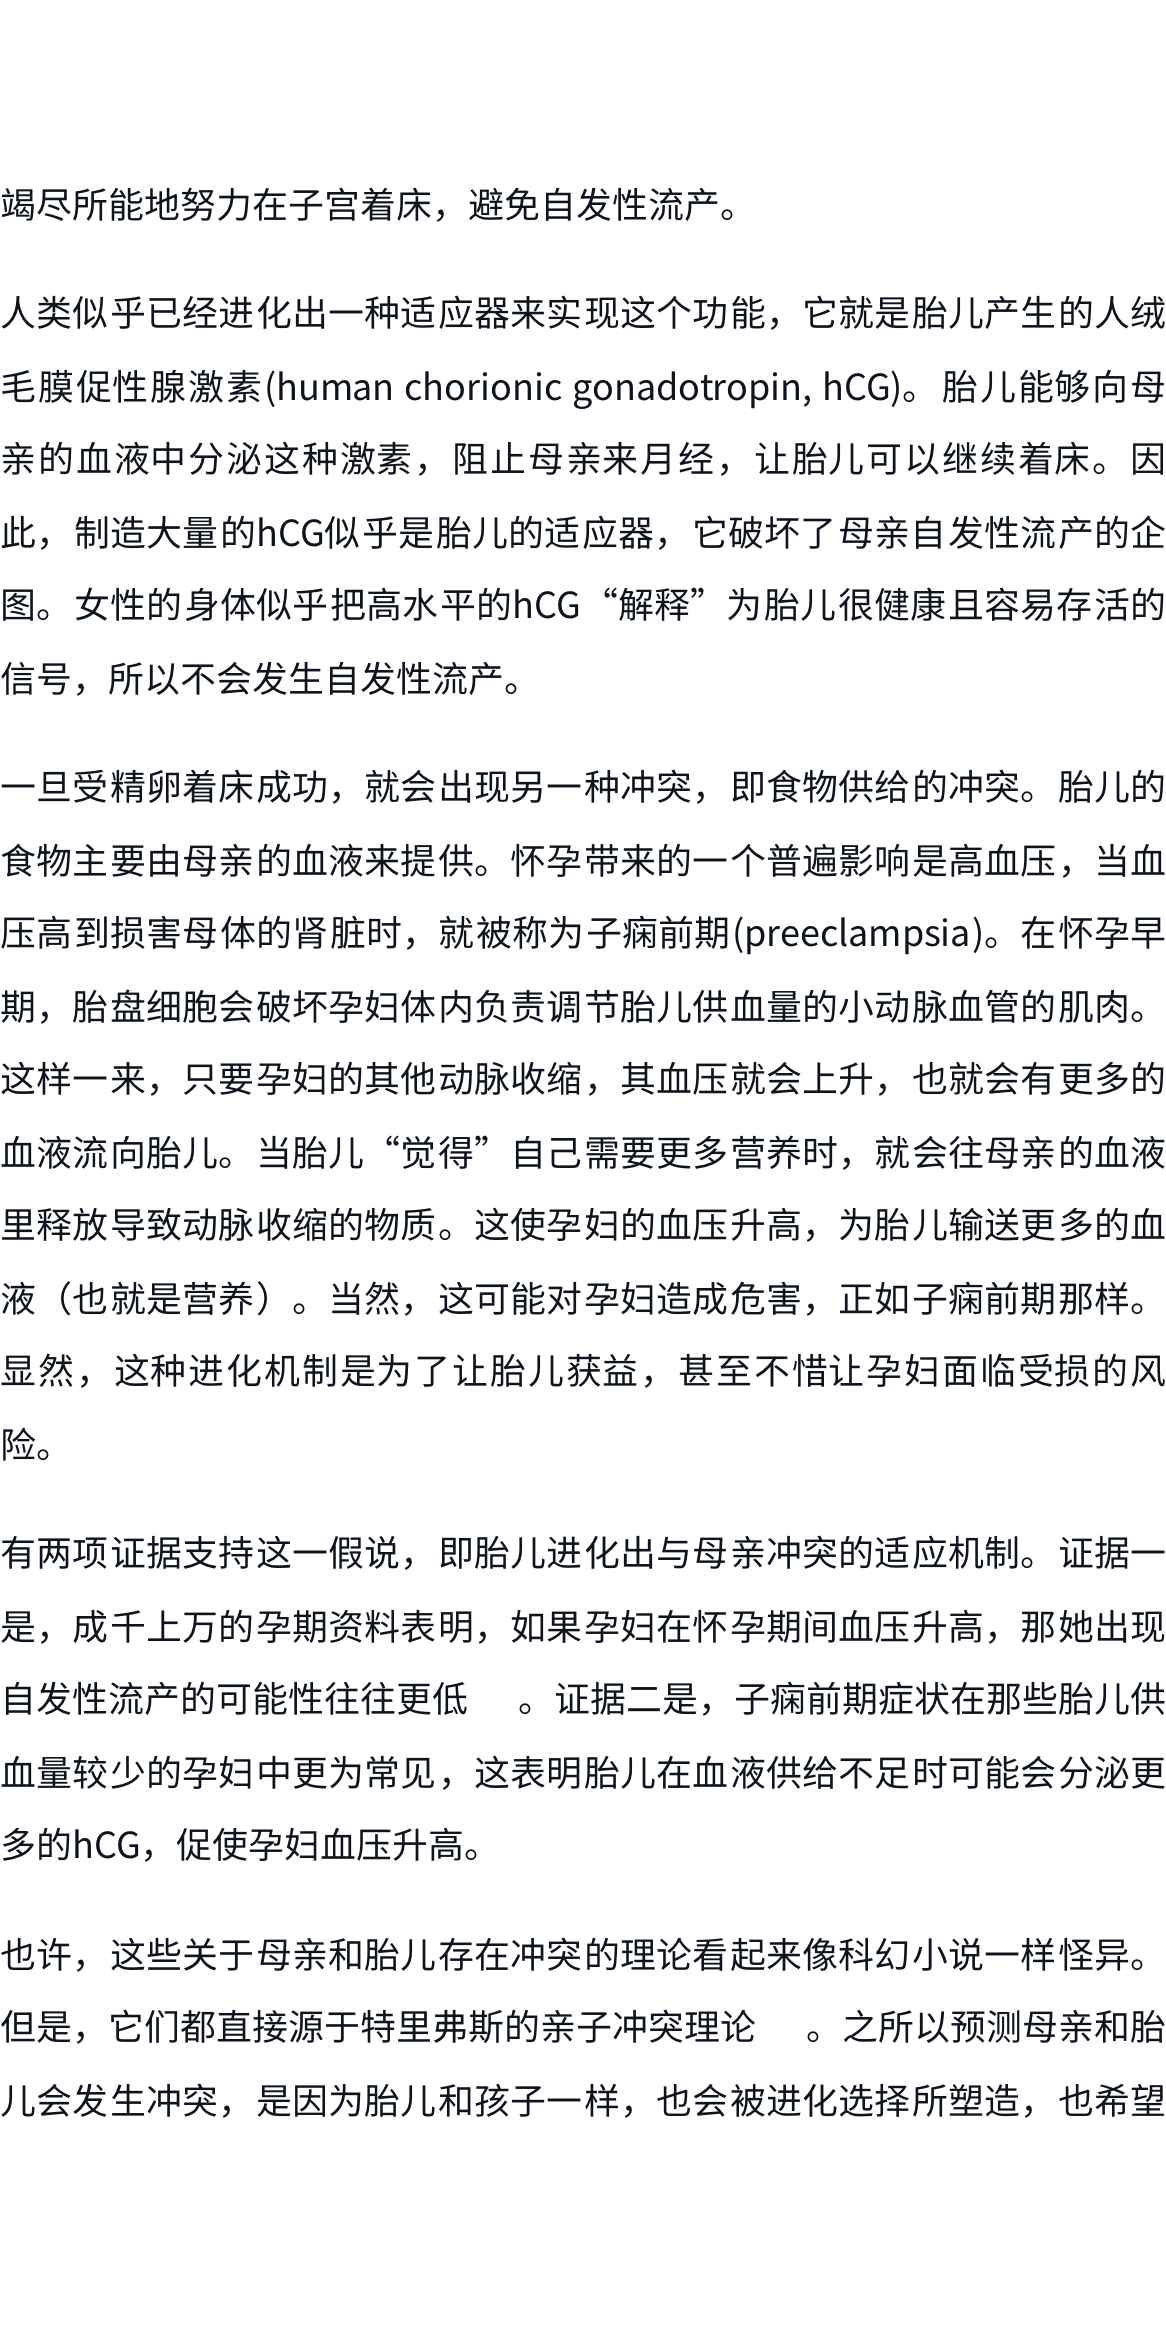 竭尽所能地努力在子宫着床，避免自发性流产。
人类似乎已经进化出一种适应器来实现这个功能，它就是胎儿产生的人绒
毛膜促性腺激素(human chorionic gonadotropin, hCG)。胎儿能够向母
亲的血液中分泌这种激素，阻止母亲来月经，让胎儿可以继续着床。因
此，制造大量的hCG似乎是胎儿的适应器，它破坏了母亲自发性流产的企
图。女性的身体似乎把高水平的hCG“解释”为胎儿很健康且容易存活的
信号，所以不会发生自发性流产。
一旦受精卵着床成功，就会出现另一种冲突，即食物供给的冲突。胎儿的
食物主要由母亲的血液来提供。怀孕带来的一个普遍影响是高血压，当血
压高到损害母体的肾脏时，就被称为子痫前期(preeclampsia)。在怀孕早
期，胎盘细胞会破坏孕妇体内负责调节胎儿供血量的小动脉血管的肌肉。
这样一来，只要孕妇的其他动脉收缩，其血压就会上升，也就会有更多的
血液流向胎儿。当胎儿“觉得”自己需要更多营养时，就会往母亲的血液
里释放导致动脉收缩的物质。这使孕妇的血压升高，为胎儿输送更多的血
液（也就是营养）。当然，这可能对孕妇造成危害，正如子痫前期那样。
显然，这种进化机制是为了让胎儿获益，甚至不惜让孕妇面临受损的风
险。
有两项证据支持这一假说，即胎儿进化出与母亲冲突的适应机制。证据一
是，成千上万的孕期资料表明，如果孕妇在怀孕期间血压升高，那她出现
自发性流产的可能性往往更低 。证据二是，子痫前期症状在那些胎儿供
血量较少的孕妇中更为常见，这表明胎儿在血液供给不足时可能会分泌更
多的hCG，促使孕妇血压升高。
也许，这些关于母亲和胎儿存在冲突的理论看起来像科幻小说一样怪异。
但是，它们都直接源于特里弗斯的亲子冲突理论 。之所以预测母亲和胎
儿会发生冲突，是因为胎儿和孩子一样，也会被进化选择所塑造，也希望